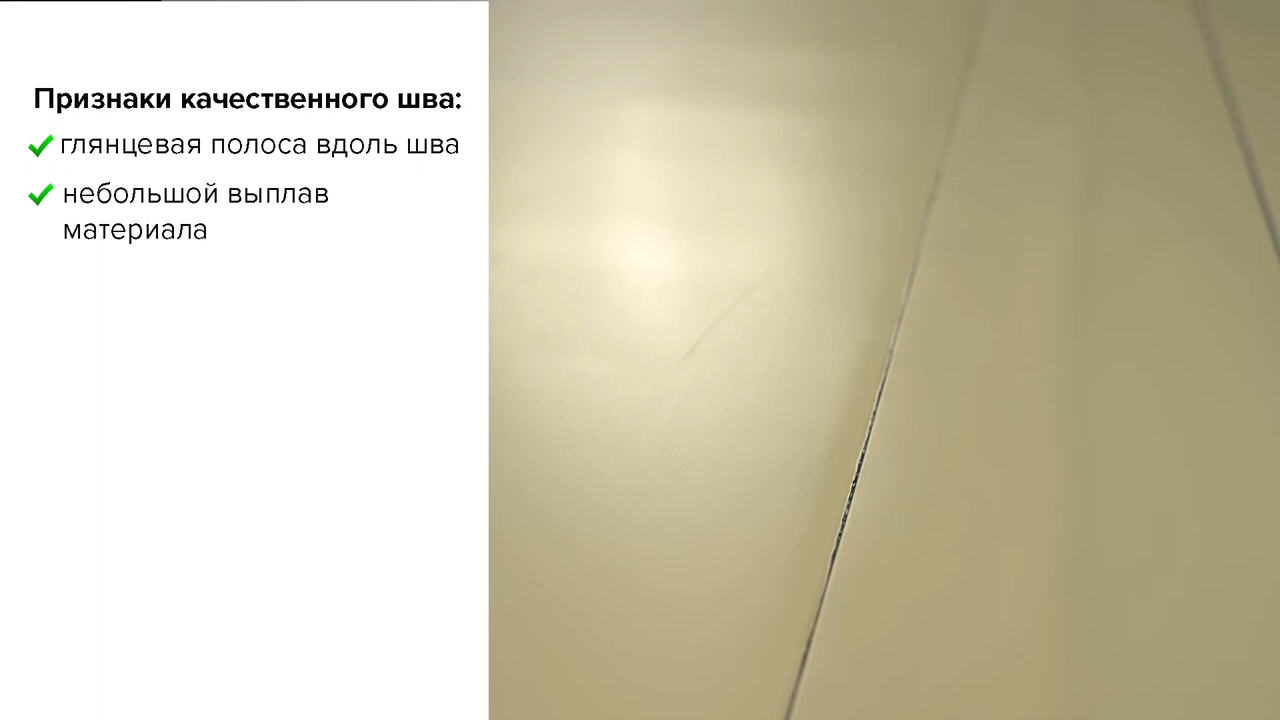 Признаки качественного шва:
глянцевая полоса вдоль шва
небольшой выплав
материала